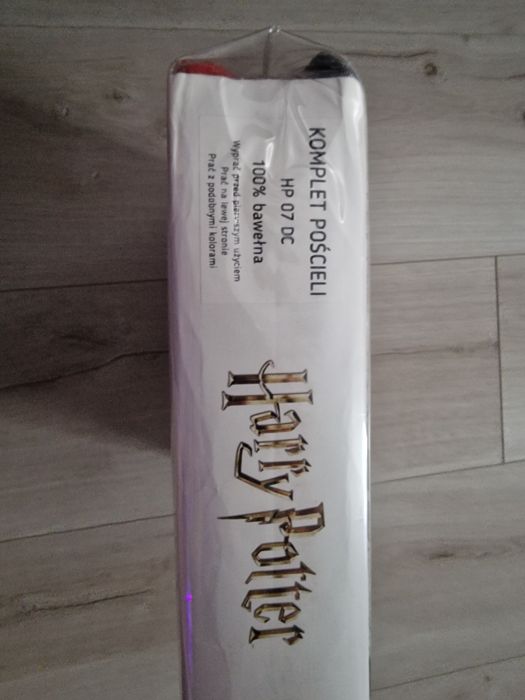 KOMPLET POŚCIELI
HP 07 DC
100% bawełna
Wyprać przed pierwszym użyciem
Prać na lewej stronie
Prać z podobnymi kolorami
Harry Potter